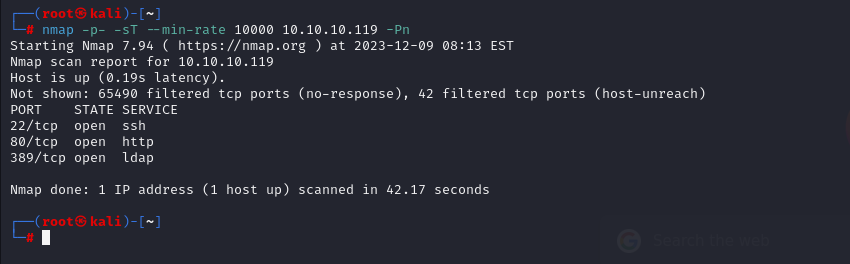 ┌──(root㉿kali)-[~]
└─# nmap -p- -sT --min-rate 10000 10.10.10.119 -Pn
Starting Nmap 7.94 ( https://nmap.org ) at 2023-12-09 08:13 EST
Nmap scan report for 10.10.10.119
Host is up (0.19s latency).
Not shown: 65490 filtered tcp ports (no-response), 42 filtered tcp ports (host-unreach)
PORT    STATE SERVICE
22/tcp  open  ssh
80/tcp  open  http
389/tcp open  ldap
Nmap done: 1 IP address (1 host up) scanned in 42.17 seconds
┌──(root㉿kali)-[~]
└─#
Search the web